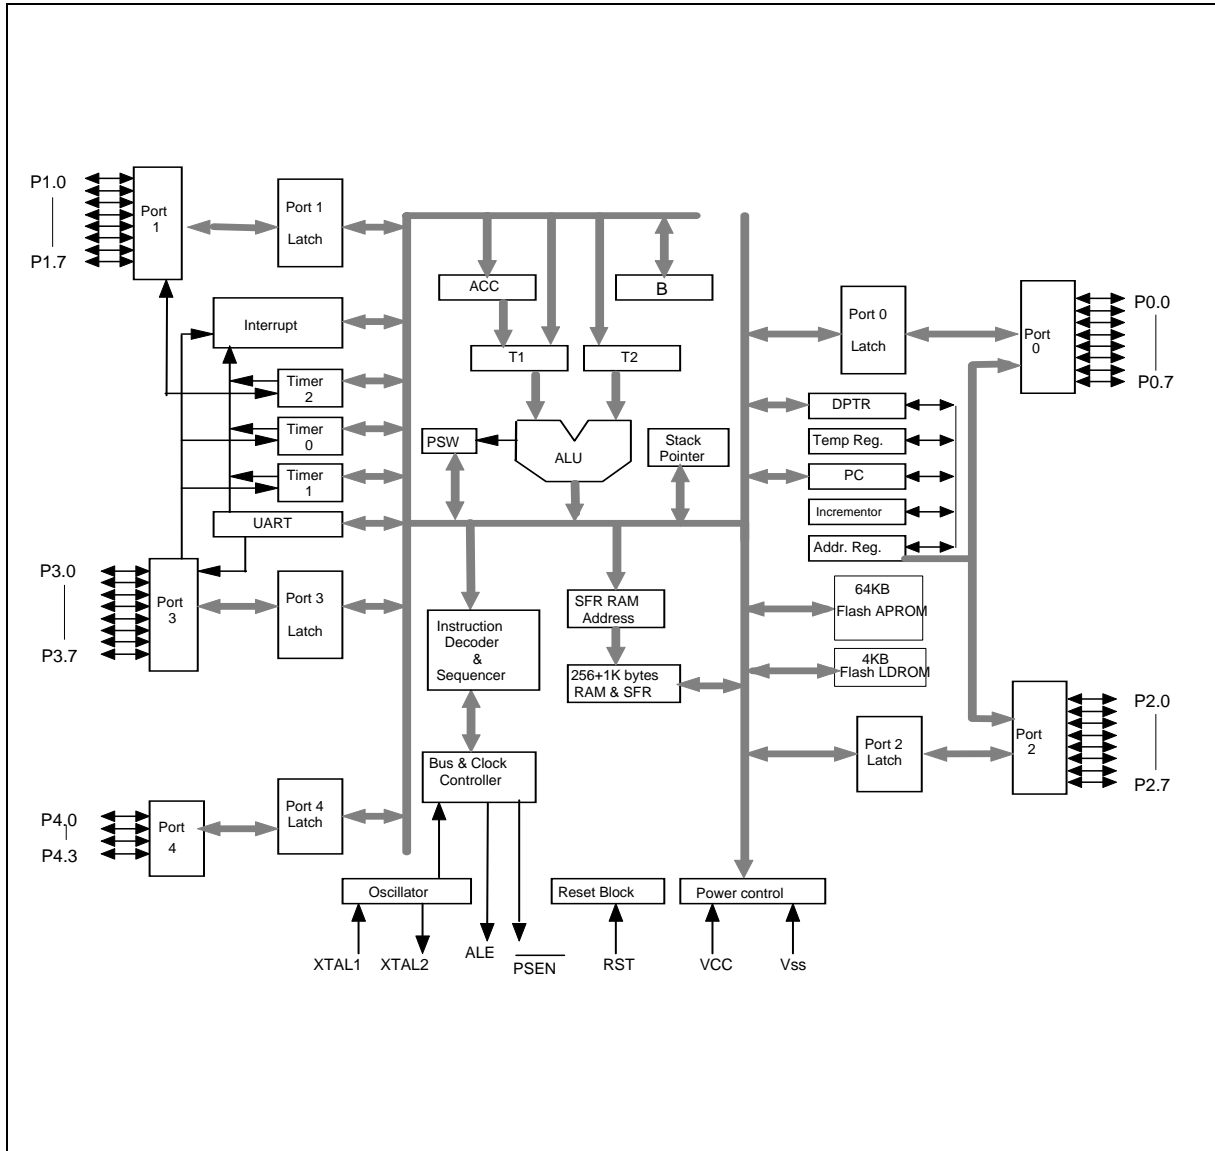 P1.0
P1.7
Port
1
Port 1
Latch
Interrupt
Timer
2
Timer
0
Timer
1
UART
P3.0
P3.7
Port
3
Port 3
Latch
P4.0
P4.3
Port
4
Port 4
Latch
ACC
B
T1
T2
PSW
ALU
Stack
Pointer
Instruction
Decoder
&
Sequencer
SFR RAM
Address
256+1K bytes
RAM & SFR
Bus & Clock
Controller
Oscillator
Reset Block
Power control
XTAL1
XTAL2
ALE
PSEN
RST
VCC
Vss
Port 0
Latch
Port
0
P0.0
P0.7
DPTR
Temp Reg.
PC
Incrementor
Addr. Reg.
64KB
Flash APROM
4KB
Flash LDROM
Port 2
Latch
Port
2
P2.0
P2.7